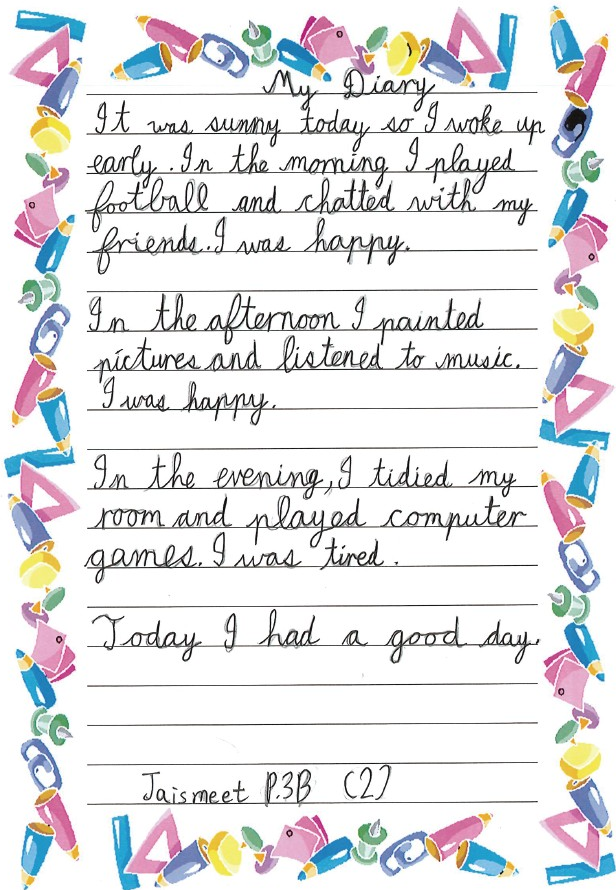 My Diary
It was sunny today so I woke up
early. In the morning I played
football and chatted with my
friends. I was happy.
In the afternoon I painted
pictures and listened to music.
I was happy.
In the evening, I tidied my
room and played computer
games. I was tired.
Today I had a good day.
Jaismeet P.3B (2)